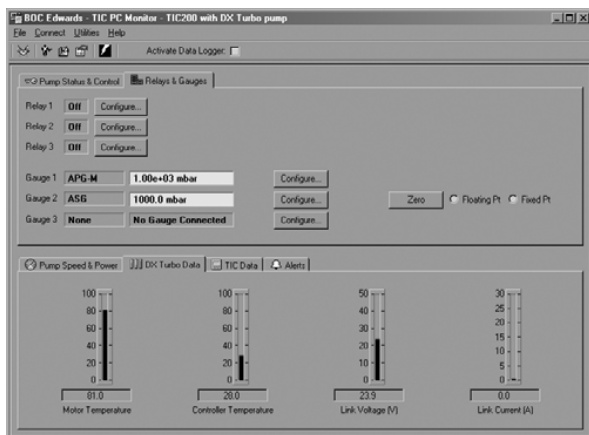 BOC Edwards - TIC PC Monitor - TIC200 with DX Turbo pump
File Connect Utilities Help
Activate Data Logger:
Pump Status & Control Relays & Gauges
Relay 1 Off Configure...
Relay 2 Off Configure...
Relay 3 Off Configure...
Gauge 1 APG-M 1.00e+03 mbar Configure...
Gauge 2 ASG 1000.0 mbar Configure... Zero Floating Pt Fixed Pt
Gauge 3 None No Gauge Connected Configure...
Pump Speed & Power DX Turbo Data TIC Data Alerts
100 100 50 30
80 80 40 25
60 60 30 20
40 40 20 15
20 20 10 10
0 0 0 5
0
81.0 28.0 23.9 0.0
Motor Temperature Controller Temperature Link Voltage (V) Link Current (A)